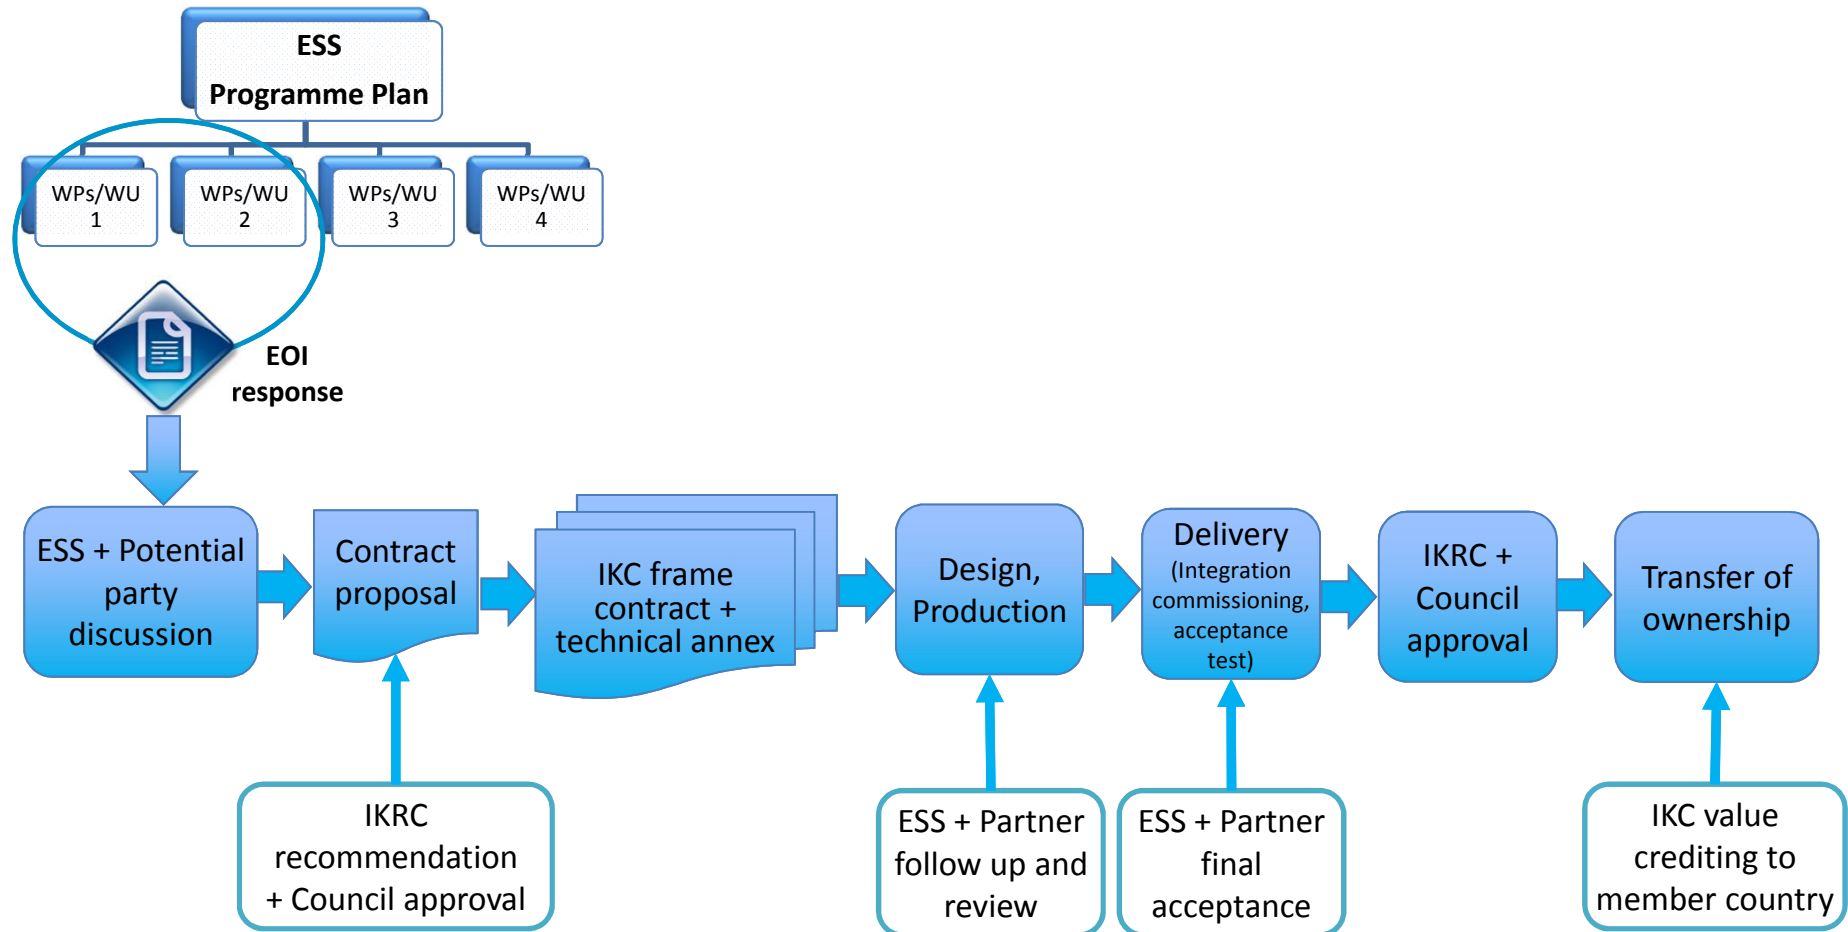 ESS
Programme Plan
WPs/WU
1
WPs/WU
2
WPs/WU
3
WPs/WU
4
EOI
response
ESS + Potential
party
discussion
Contract
proposal
IKC frame
contract +
technical annex
Design,
Production
Delivery
(Integration
commissioning,
acceptance
test)
IKRC +
Council
approval
Transfer of
ownership
IKRC
recommendation
+ Council approval
ESS + Partner
follow up and
review
ESS + Partner
final
acceptance
IKC value
crediting to
member country